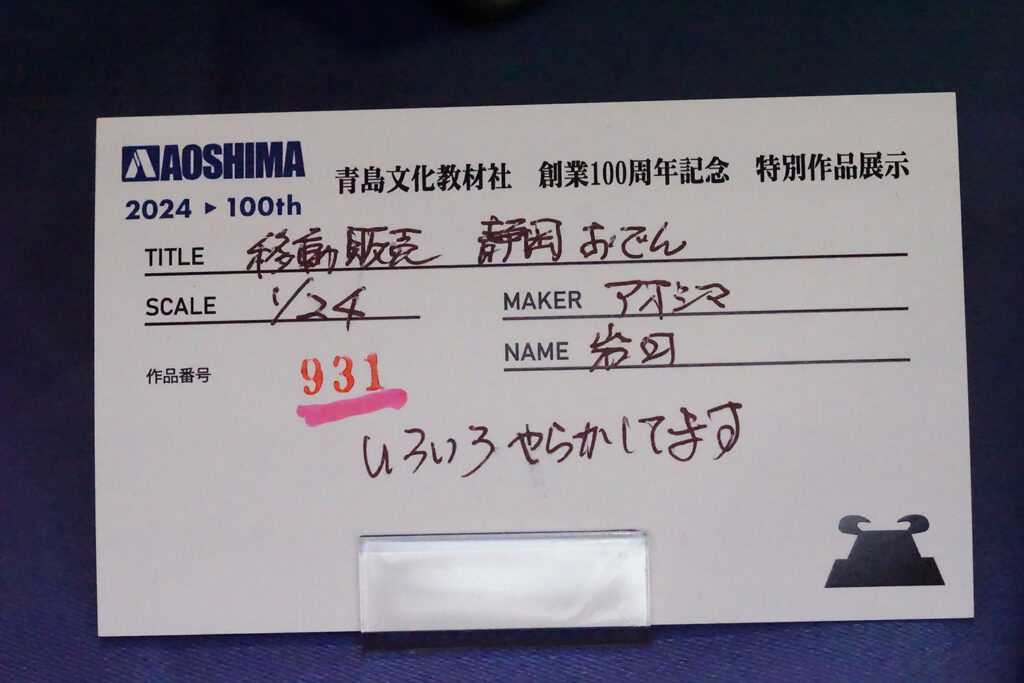 AOSHIMA
2024 ▸ 100th
青島文化教材社 創業100周年記念 特別作品展示
TITLE 移動販売 静岡おでん
SCALE 1/24
MAKER アオシマ
NAME 岩田
作品番号 931
いろいろやらかしてます